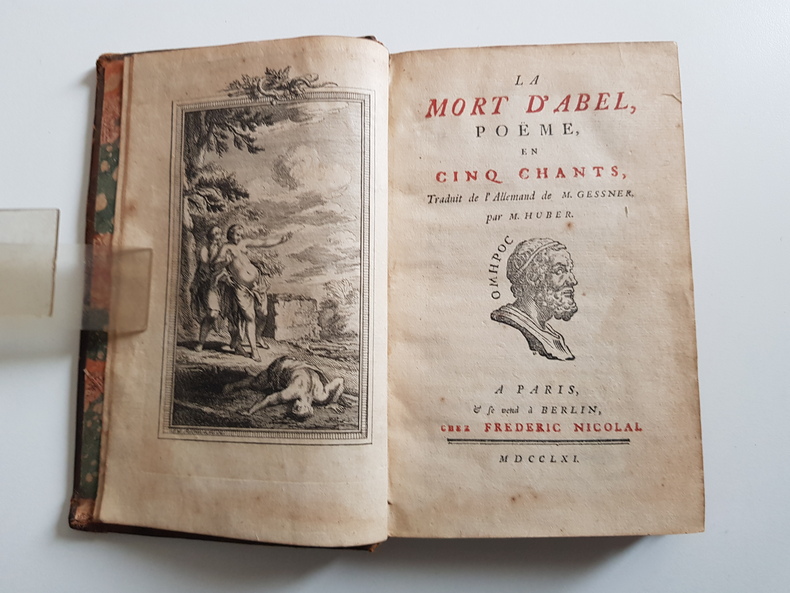 LA
MORT D'ABEL,
POËME,
EN
CINQ CHANTS,
Traduit de l'Allemand de M. GESSNER,
par M. HUBER.
ΟΜΗΡΟC
A PARIS,
& se vend à BERLIN,
CHEZ FREDERIC NICOLAI.
MDCCLXI.